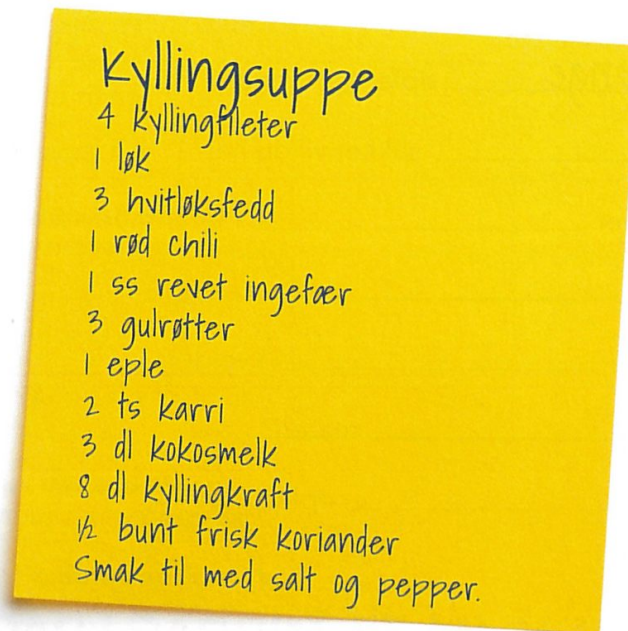 Kyllingsuppe
4 kyllingfileter
1 løk
3 hvitløksfedd
1 rød chili
1 ss revet ingefær
3 gulrøtter
1 eple
2 ts karri
3 dl kokosmelk
8 dl kyllingkraft
½ bunt frisk koriander
Smak til med salt og pepper.